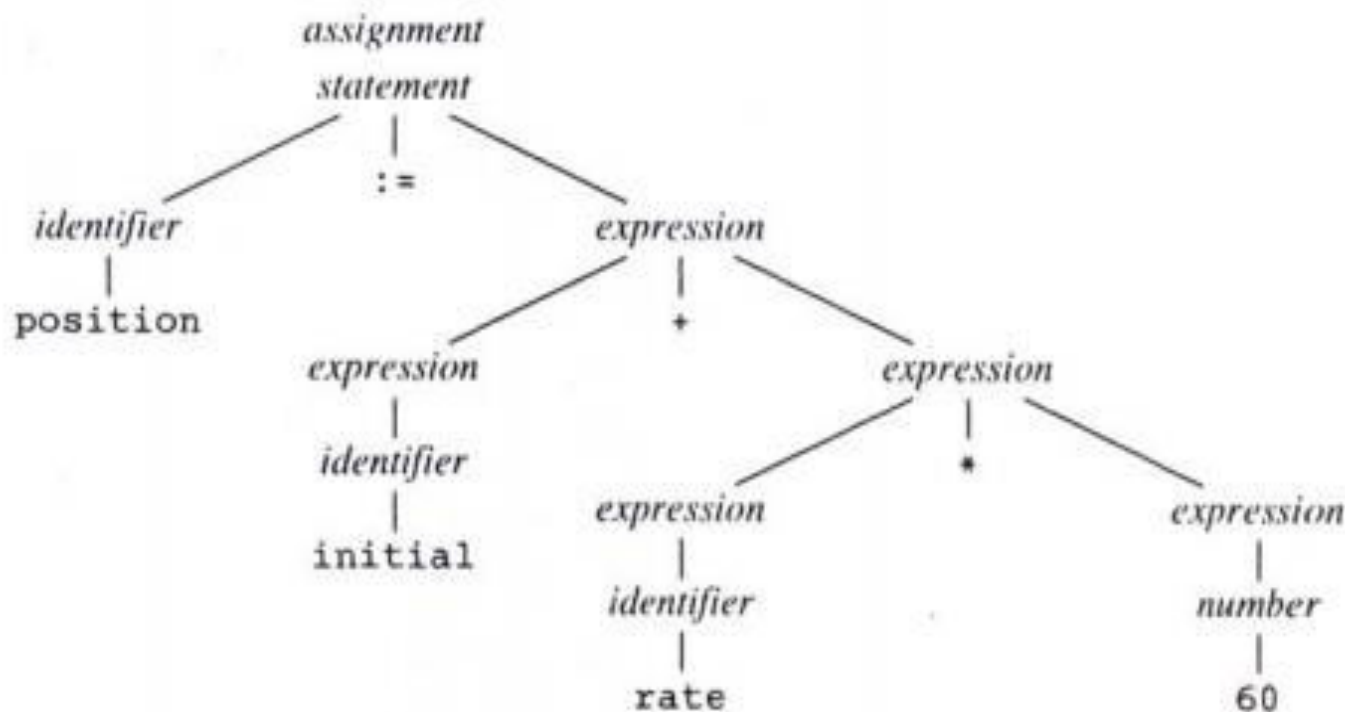 assignment
statement
:=
identifier expression
position +
expression expression
identifier *
expression expression
initial
identifier number
rate 60